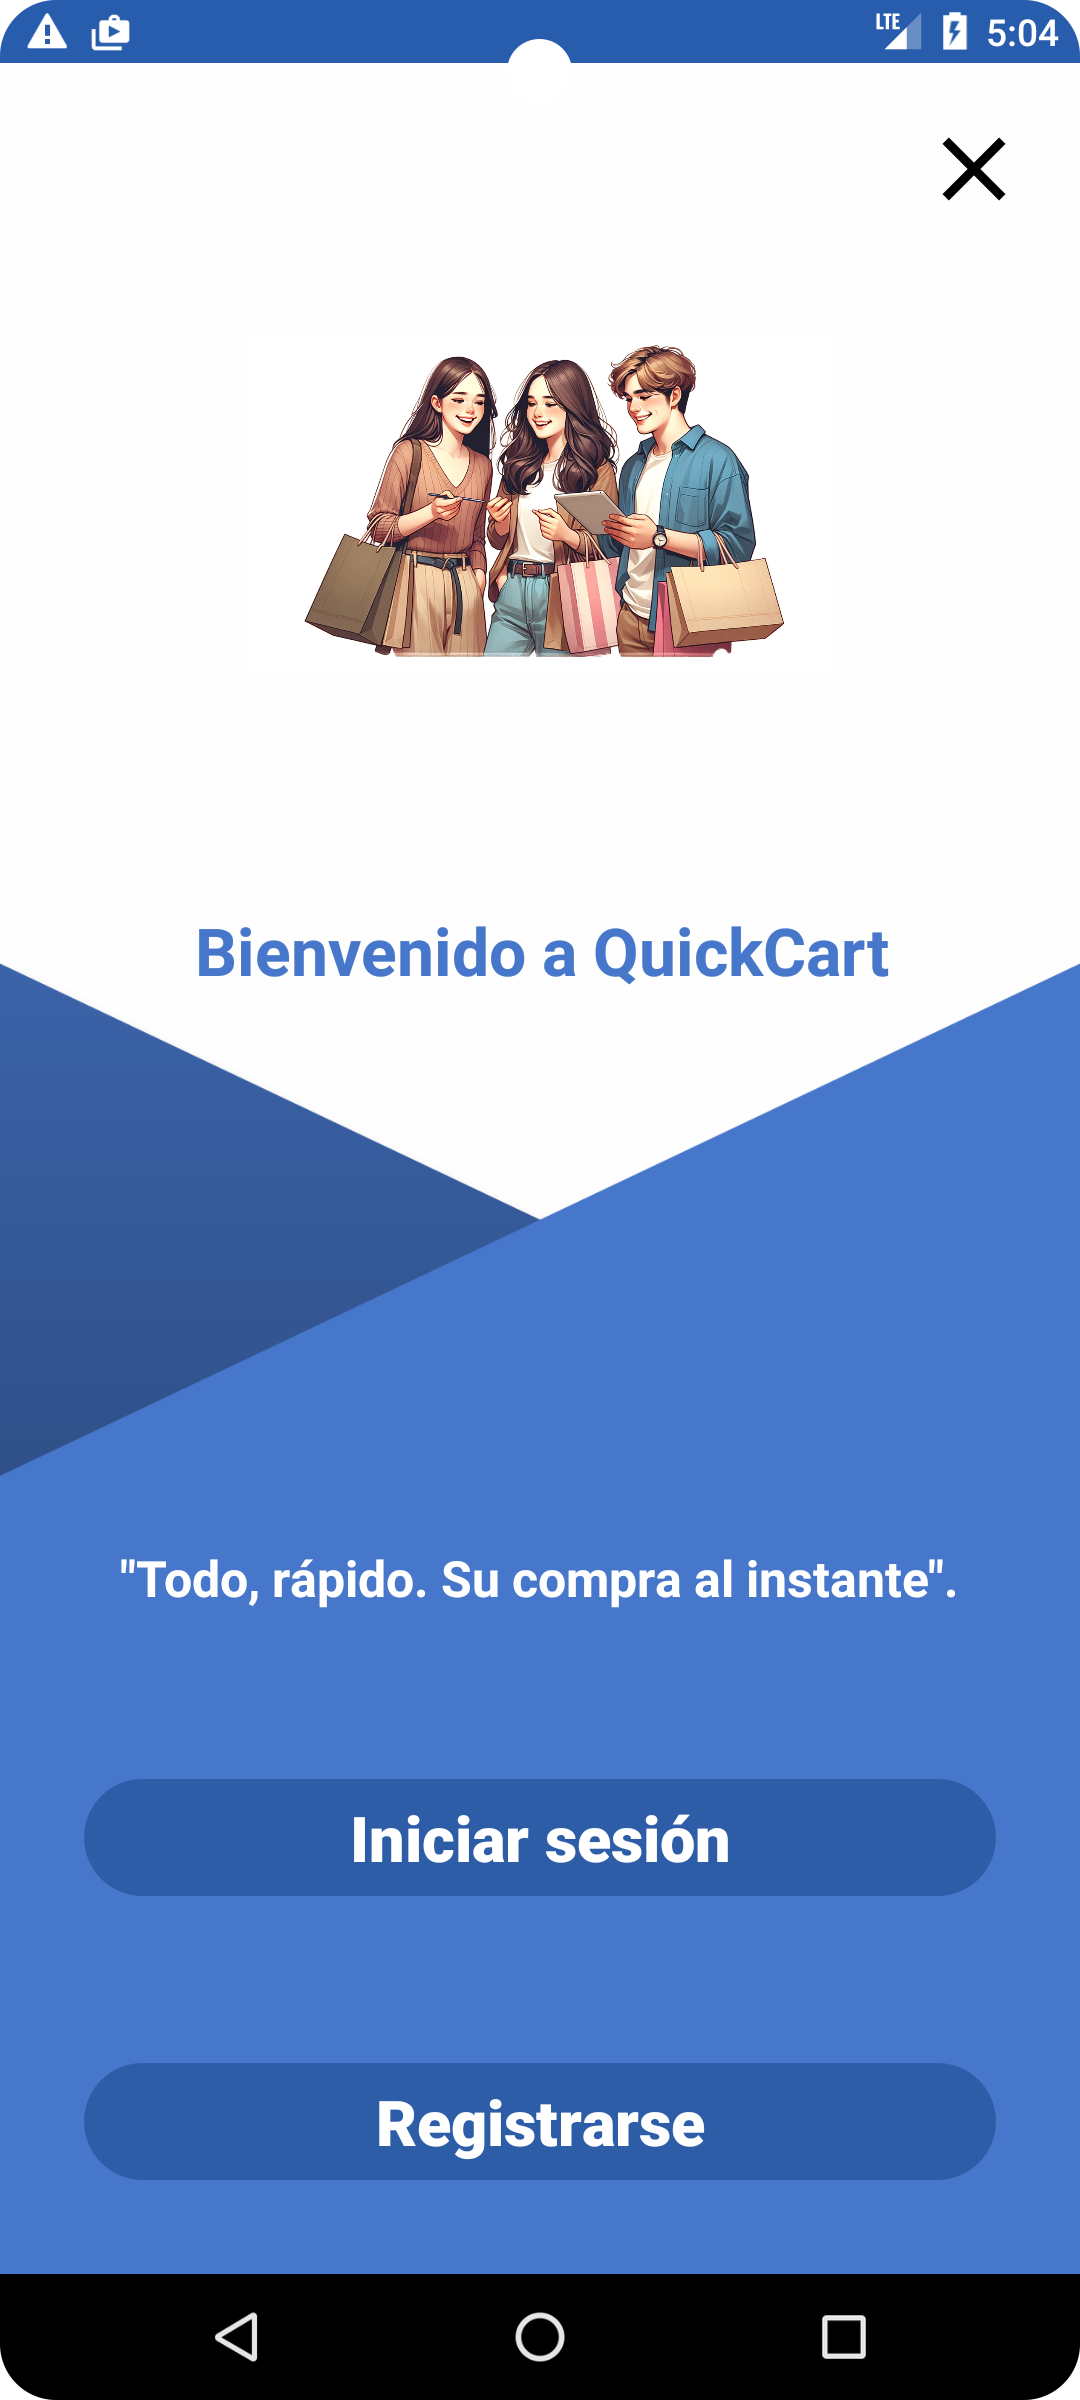 LTE 5:04
Bienvenido a QuickCart
"Todo, rápido. Su compra al instante".
Iniciar sesión
Registrarse